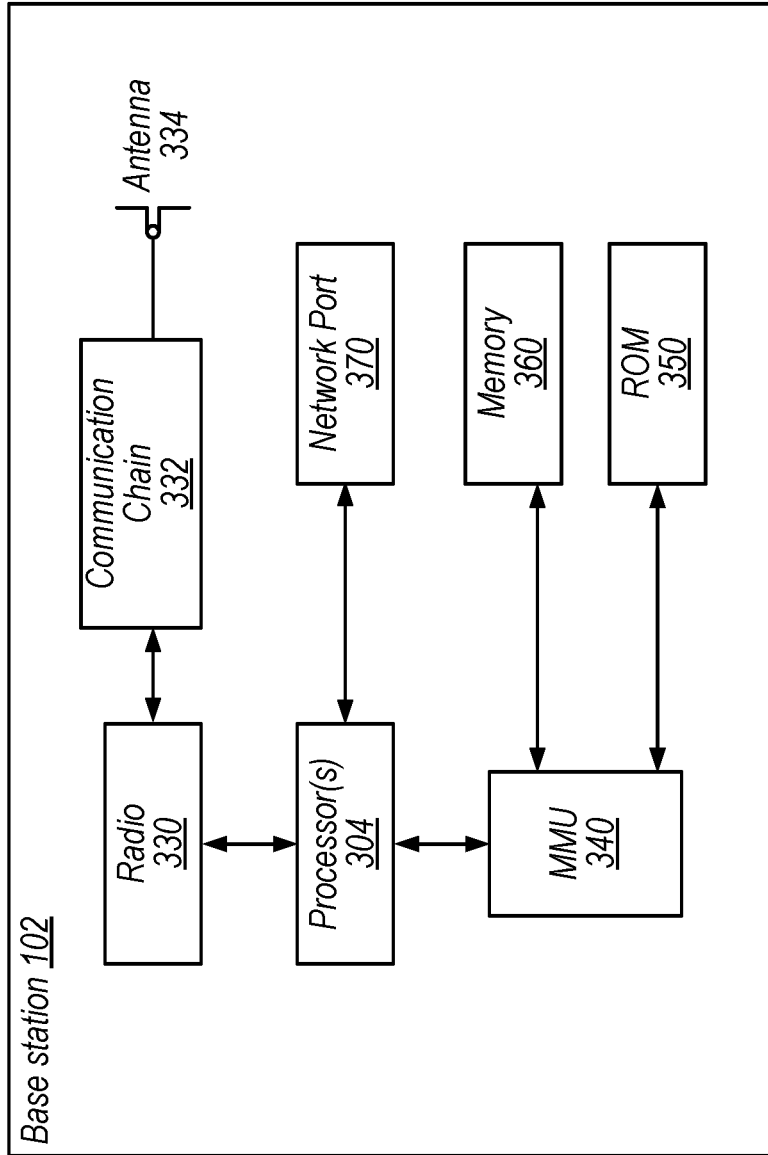 Base station 102
Radio
330
Communication
Chain
332
Antenna
334
Processor(s)
304
Network Port
370
MMU
340
Memory
360
ROM
350